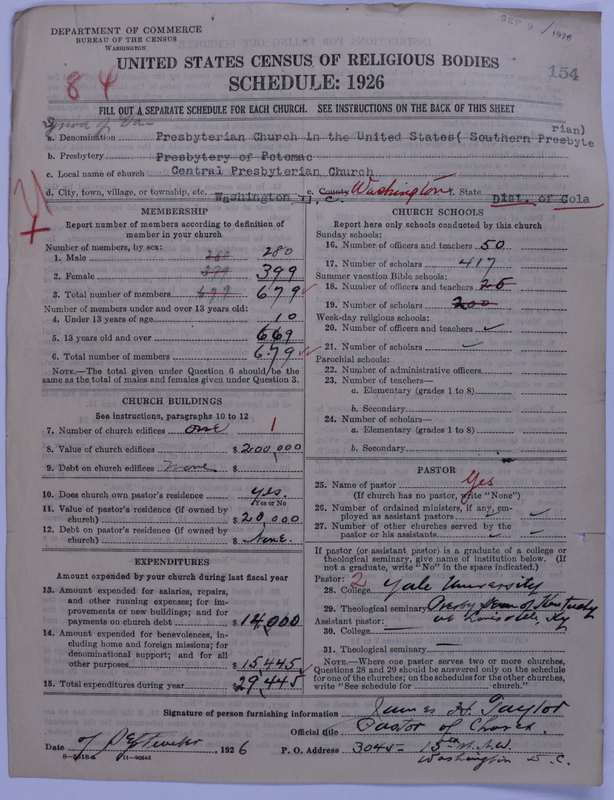 DEPARTMENT OF COMMERCE
BUREAU OF THE CENSUS
WASHINGTON
SEP 9 1926
UNITED STATES CENSUS OF RELIGIOUS BODIES
SCHEDULE: 1926
154
84
FILL OUT A SEPARATE SCHEDULE FOR EACH CHURCH. SEE INSTRUCTIONS ON THE BACK OF THIS SHEET
Synod of Va—
a. Denomination Presbyterian Church in the United States( Southern Presbyterian)
b. Presbytery Presbytery of Potomac
c. Local name of church Central Presbyterian Church
d. City, town, village, or township, etc. Washington D.C. e. County Washington f. State Dist. of Cola
MEMBERSHIP
Report number of members according to definition of member in your church
Number of members, by sex:
1. Male 280 280
2. Female 399 399
3. Total number of members 679
Number of members under and over 13 years old:
4. Under 13 years of age 10
5. 13 years old and over 669
6. Total number of members 679
NOTE.—The total given under Question 6 should be the same as the total of males and females given under Question 3.
CHURCH BUILDINGS
See instructions, paragraphs 10 to 12
7. Number of church edifices one 1
8. Value of church edifices $ 200,000
9. Debt on church edifices None $
10. Does church own pastor's residence yes.
Yes or No
11. Value of pastor's residence (if owned by church) $ 20,000
12. Debt on pastor's residence (if owned by church) $ None.
EXPENDITURES
Amount expended by your church during last fiscal year
13. Amount expended for salaries, repairs, and other running expenses; for improvements or new buildings; and for payments on church debt $ 14,000
14. Amount expended for benevolences, including home and foreign missions; for denominational support; and for all other purposes $ 15,445
15. Total expenditures during year $ 29,445
CHURCH SCHOOLS
Report here only schools conducted by this church
Sunday schools:
16. Number of officers and teachers 50
17. Number of scholars 417
Summer vacation Bible schools:
18. Number of officers and teachers 25
19. Number of scholars 200
Week-day religious schools:
20. Number of officers and teachers
21. Number of scholars
Parochial schools:
22. Number of administrative officers
23. Number of teachers—
a. Elementary (grades 1 to 8)
b. Secondary
24. Number of scholars—
a. Elementary (grades 1 to 8)
b. Secondary
PASTOR
25. Name of pastor Yes
(If church has no pastor, write "None")
26. Number of ordained ministers, if any, employed as assistant pastors
27. Number of other churches served by the pastor or his assistants
If pastor (or assistant pastor) is a graduate of a college or theological seminary, give name of institution below. (If not a graduate, write "No" in the space indicated.)
Pastor: 2
28. College Yale University
29. Theological seminary Presby Sem of Kentucky
at Louisville, Ky
Assistant pastor:
30. College
31. Theological seminary
NOTE.—Where one pastor serves two or more churches, Questions 28 and 29 should be answered only on the schedule for one of the churches; on the schedules for the other churches, write "See schedule for ........ church."
Signature of person furnishing information James H. Taylor
Official title Pastor of Church.
Date 7 September, 1926 P. O. Address 3045- 15th St. N.W.
Washington D.C.